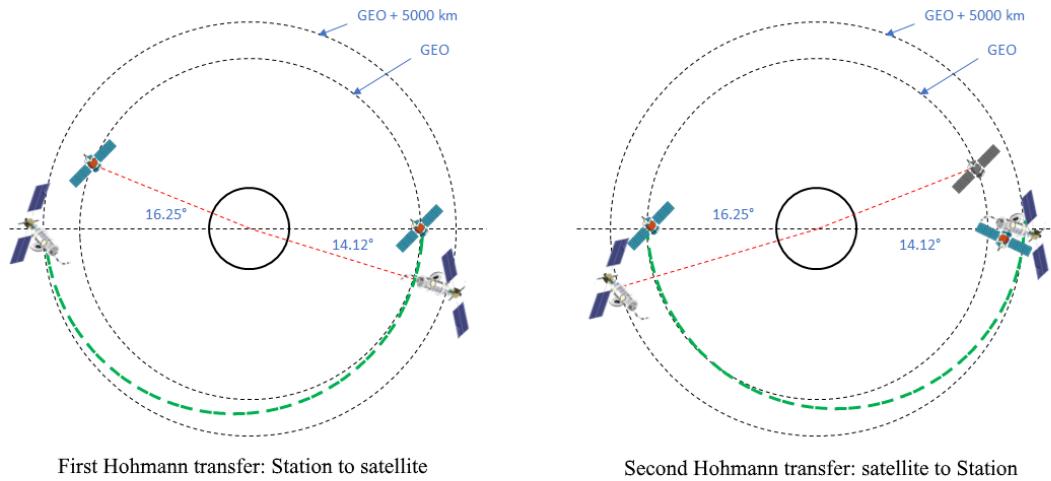 GEO + 5000 km
GEO
16.25°
14.12°
First Hohmann transfer: Station to satellite
GEO + 5000 km
GEO
16.25°
14.12°
Second Hohmann transfer: satellite to Station